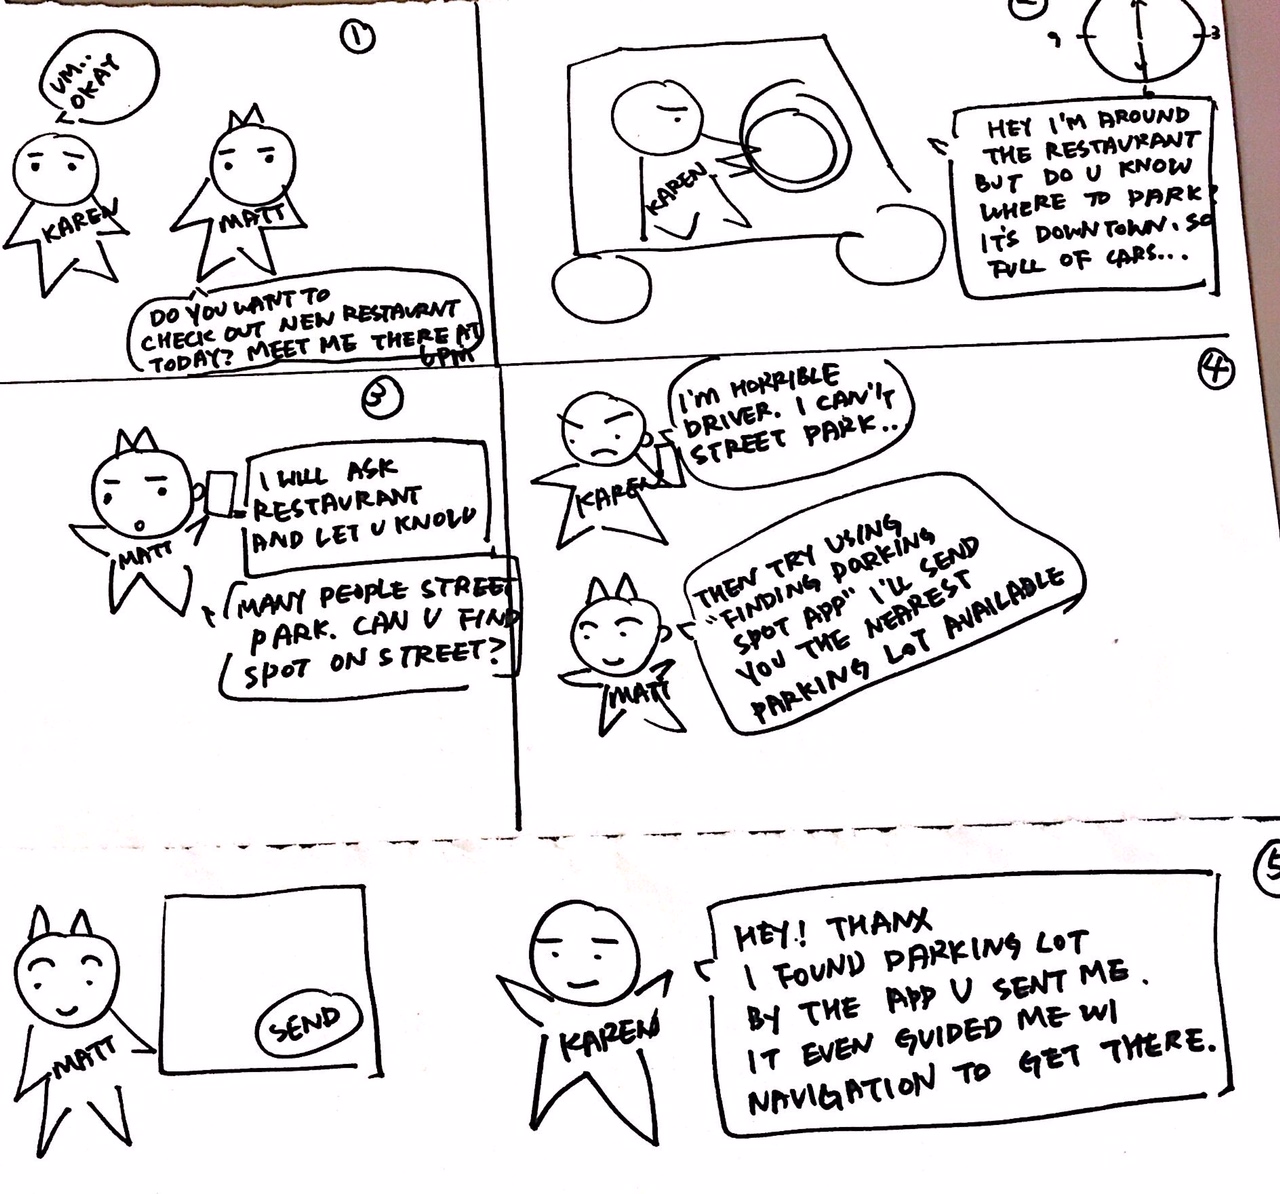 1
UM..
OKAY
KAREN
MATT
DO YOU WANT TO
CHECK OUT NEW RESTAURNT
TODAY? MEET ME THERE AT
6PM
2
9
3
6
KAREN
HEY I'M AROUND
THE RESTAURANT
BUT DO U KNOW
WHERE TO PARK?
IT'S DOWNTOWN. SO
FULL OF CARS...
3
MATT
I WILL ASK
RESTAURANT
AND LET U KNOW
MANY PEOPLE STREET
PARK. CAN U FIND
SPOT ON STREET?
4
I'M HORRIBLE
DRIVER. I CAN'T
STREET PARK..
KAREN
THEN TRY USING
"FINDING PARKING
SPOT APP" I'LL SEND
YOU THE NEAREST
PARKING LOT AVAILABLE
MATT
5
MATT
SEND
KAREN
HEY! THANX
I FOUND PARKING LOT
BY THE APP U SENT ME.
IT EVEN GUIDED ME W/
NAVIGATION TO GET THERE.